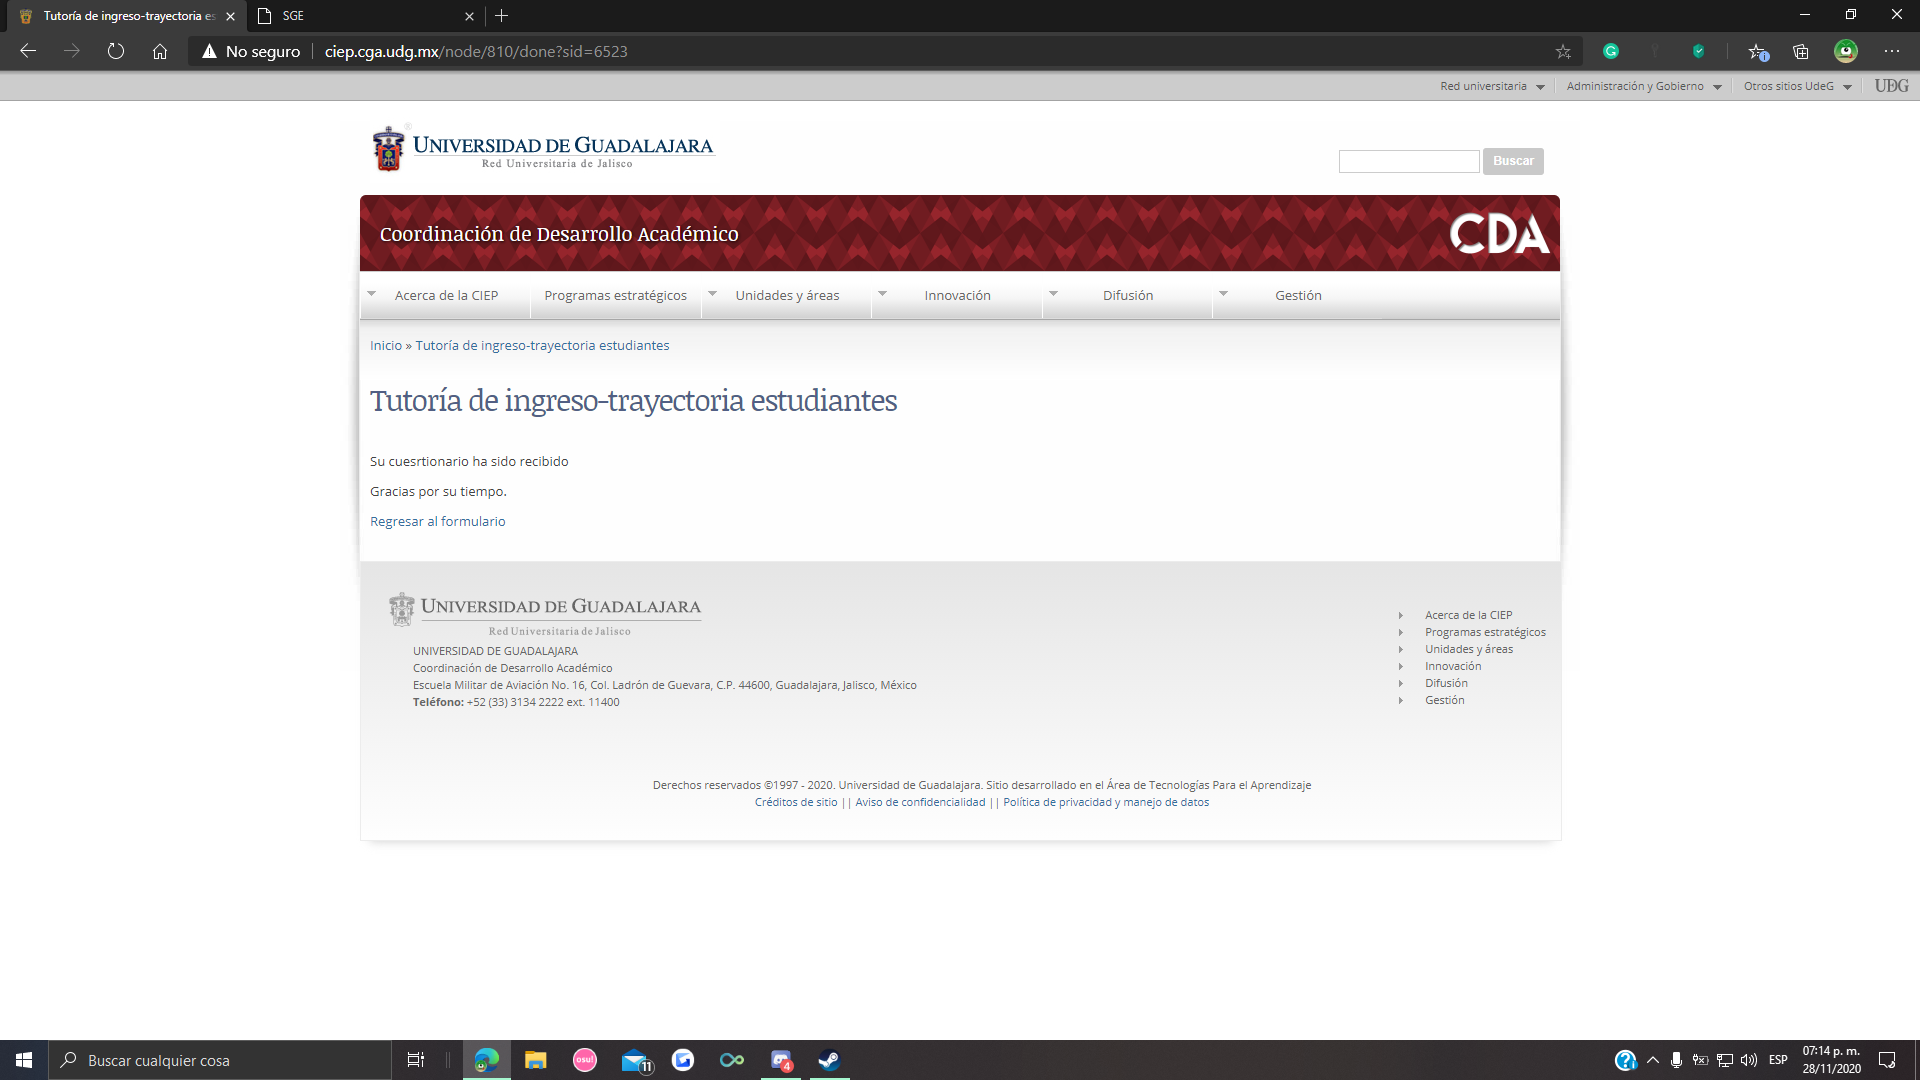 Tutoría de ingreso-trayectoria es
SGE
No seguro
ciep.cga.udg.mx/node/810/done?sid=6523
Red universitaria
Administración y Gobierno
Otros sitios UdeG
UDG
UNIVERSIDAD DE GUADALAJARA
Red Universitaria de Jalisco
Buscar
Coordinación de Desarrollo Académico
CDA
Acerca de la CIEP
Programas estratégicos
Unidades y áreas
Innovación
Difusión
Gestión
Inicio » Tutoría de ingreso-trayectoria estudiantes
Tutoría de ingreso-trayectoria estudiantes
Su cuesrtionario ha sido recibido
Gracias por su tiempo.
Regresar al formulario
UNIVERSIDAD DE GUADALAJARA
Red Universitaria de Jalisco
UNIVERSIDAD DE GUADALAJARA
Coordinación de Desarrollo Académico
Escuela Militar de Aviación No. 16, Col. Ladrón de Guevara, C.P. 44600, Guadalajara, Jalisco, México
Teléfono: +52 (33) 3134 2222 ext. 11400
Acerca de la CIEP
Programas estratégicos
Unidades y áreas
Innovación
Difusión
Gestión
Derechos reservados ©1997 - 2020. Universidad de Guadalajara. Sitio desarrollado en el Área de Tecnologías Para el Aprendizaje
Créditos de sitio || Aviso de confidencialidad || Política de privacidad y manejo de datos
Buscar cualquier cosa
osu!
11
4
ESP
07:14 p. m.
28/11/2020